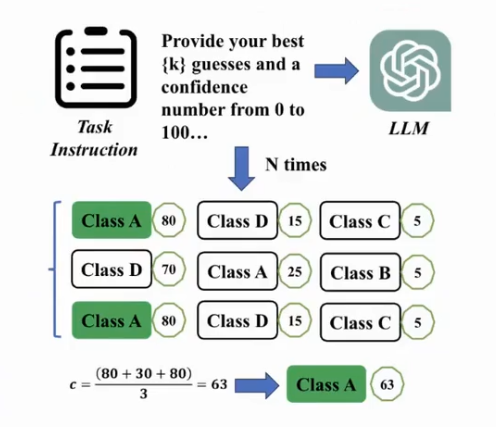 Provide your best
{k} guesses and a
confidence
number from 0 to
100…
Task
Instruction
LLM
N times
Class A 80 Class D 15 Class C 5
Class D 70 Class A 25 Class B 5
Class A 80 Class D 15 Class C 5
c = (80 + 30 + 80) / 3 = 63 Class A 63